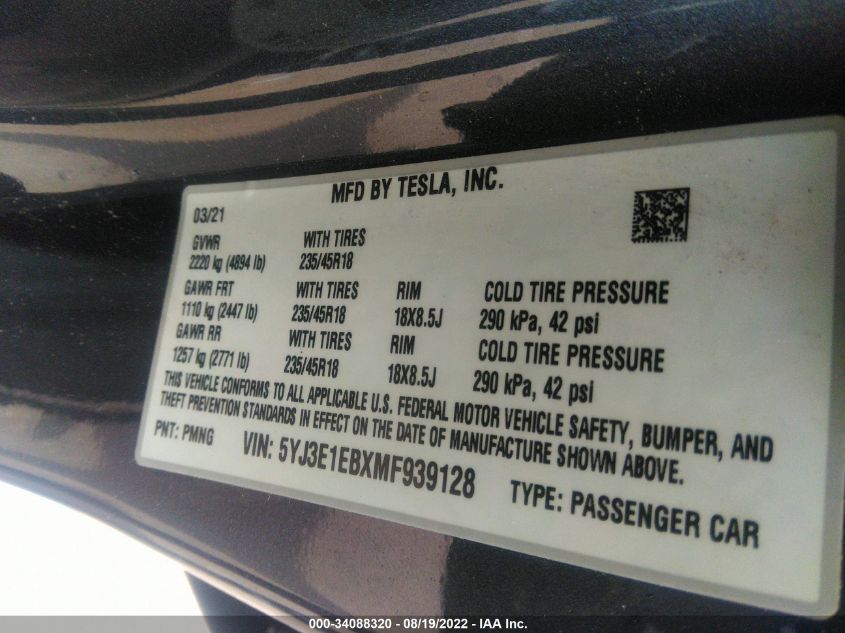 MFD BY TESLA, INC.
03/21
GVWR WITH TIRES
2220 kg (4894 lb) 235/45R18
GAWR FRT WITH TIRES RIM COLD TIRE PRESSURE
1110 kg (2447 lb) 235/45R18 18X8.5J 290 kPa, 42 psi
GAWR RR WITH TIRES RIM COLD TIRE PRESSURE
1257 kg (2771 lb) 235/45R18 18X8.5J 290 kPa, 42 psi
THIS VEHICLE CONFORMS TO ALL APPLICABLE U.S. FEDERAL MOTOR VEHICLE SAFETY, BUMPER, AND
THEFT PREVENTION STANDARDS IN EFFECT ON THE DATE OF MANUFACTURE SHOWN ABOVE.
PNT: PMNG VIN: 5YJ3E1EBXMF939128 TYPE: PASSENGER CAR
000-34088320 - 08/19/2022 - IAA Inc.